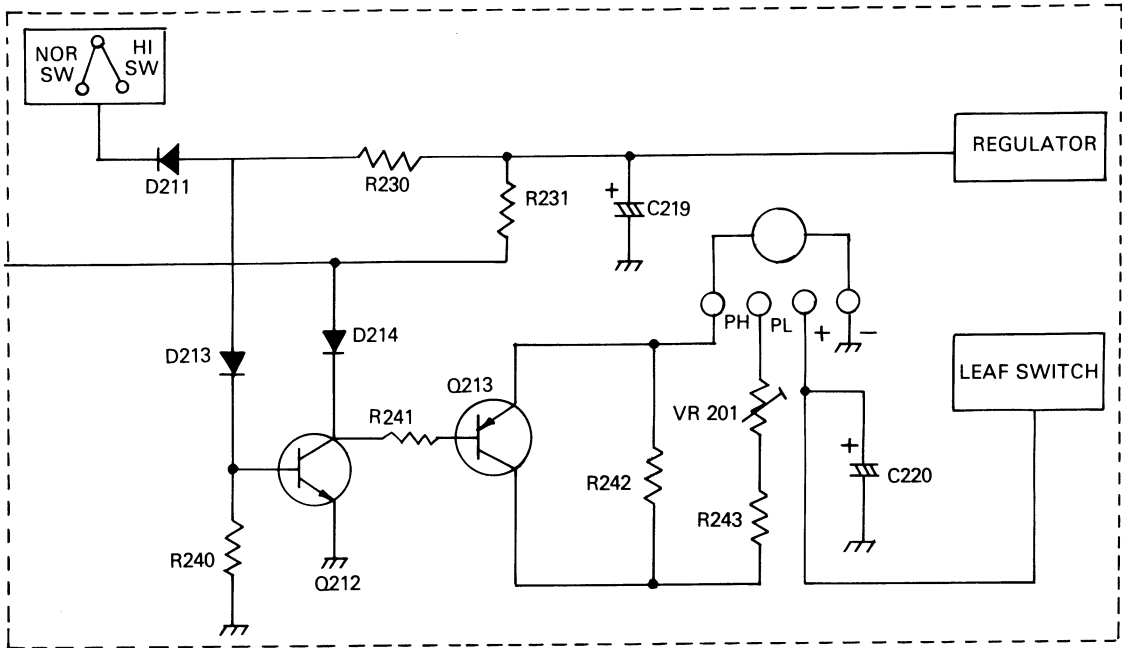 NOR SW
HI SW
REGULATOR
D211
R230
R231
+
C219
PH
PL
+
−
D213
D214
LEAF SWITCH
Q213
R241
VR 201
+
C220
R242
R243
R240
Q212